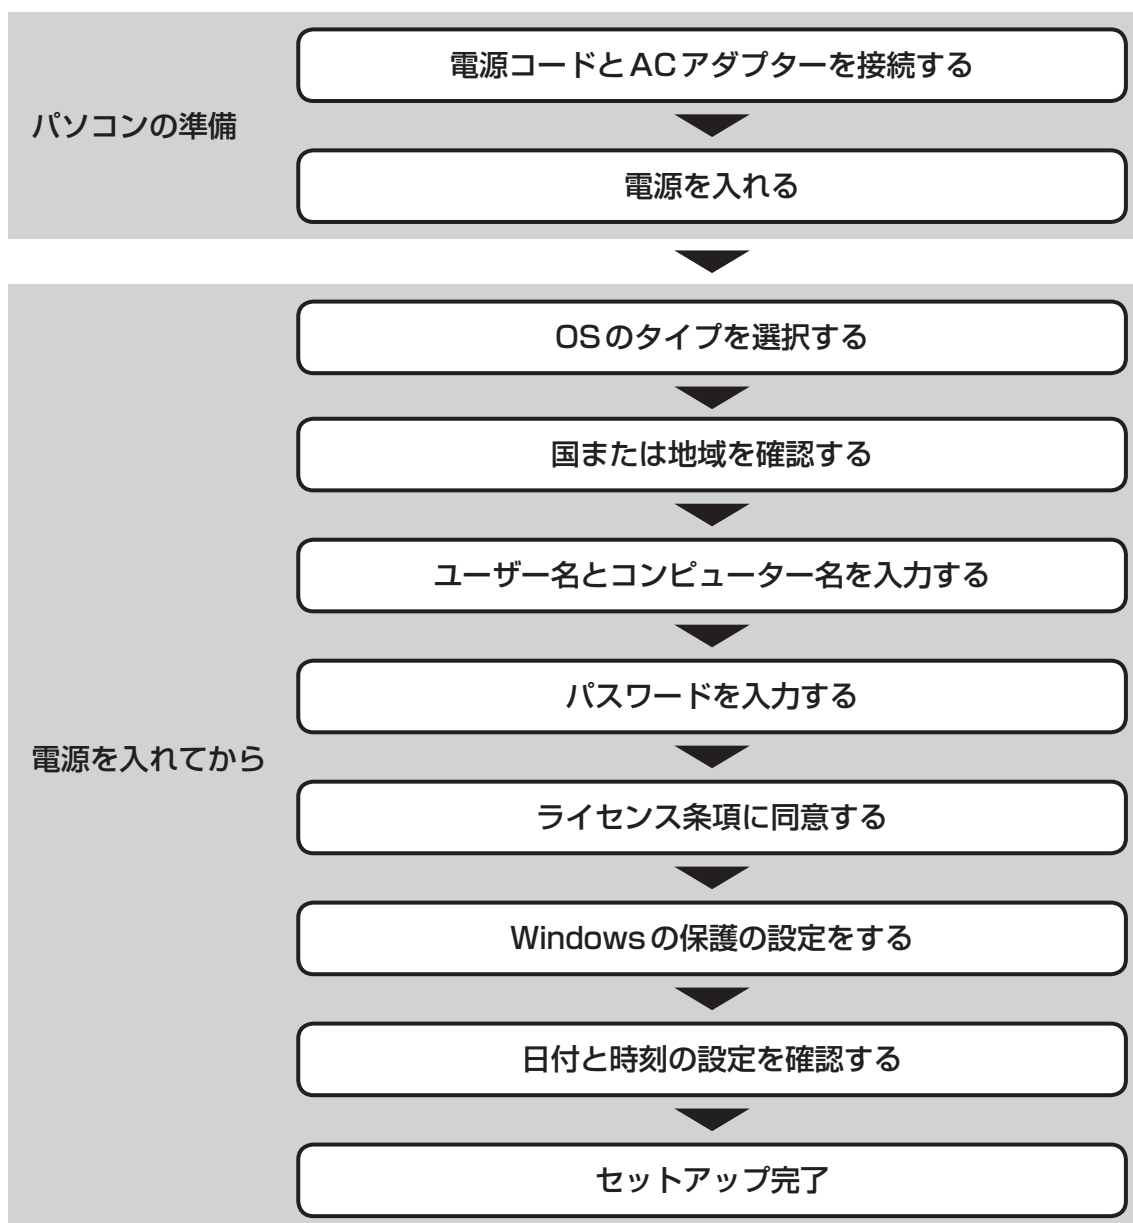 パソコンの準備
電源コードとACアダプターを接続する
電源を入れる
電源を入れてから
OSのタイプを選択する
国または地域を確認する
ユーザー名とコンピューター名を入力する
パスワードを入力する
ライセンス条項に同意する
Windowsの保護の設定をする
日付と時刻の設定を確認する
セットアップ完了